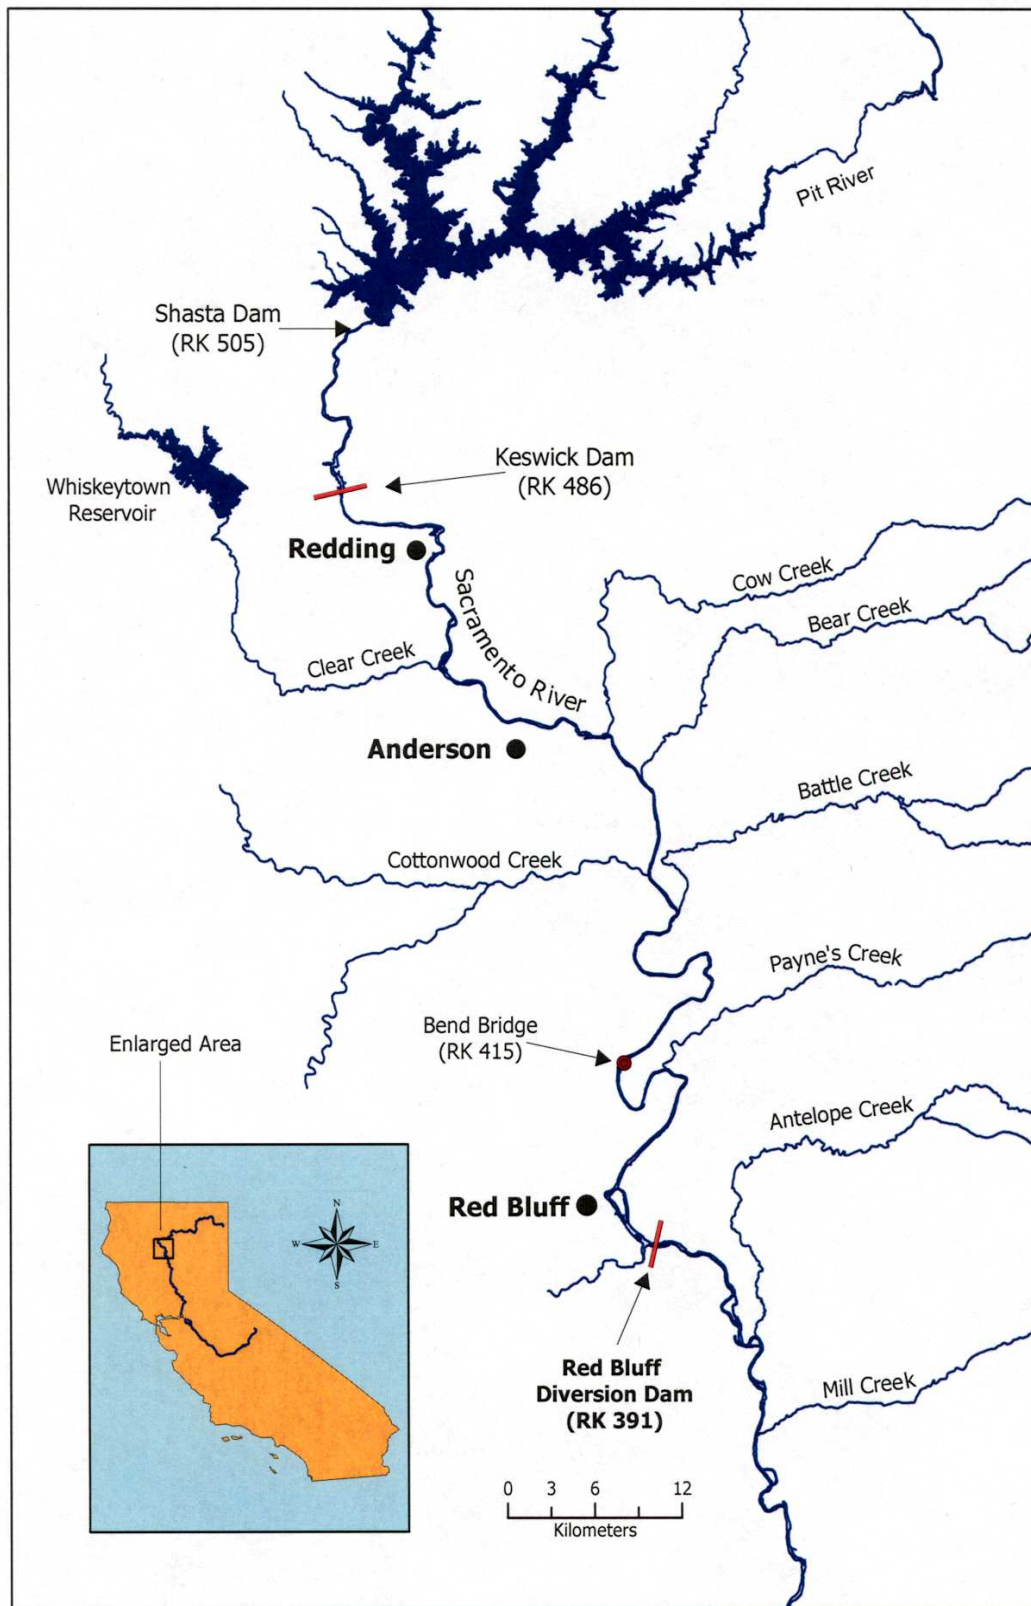 Pit River
Shasta Dam
(RK 505)
Keswick Dam
(RK 486)
Whiskeytown
Reservoir
Redding
Sacramento River
Cow Creek
Bear Creek
Clear Creek
Anderson
Battle Creek
Cottonwood Creek
Payne's Creek
Bend Bridge
(RK 415)
Enlarged Area
Antelope Creek
Red Bluff
N
W
E
S
Red Bluff
Diversion Dam
(RK 391)
Mill Creek
0 3 6 12
Kilometers